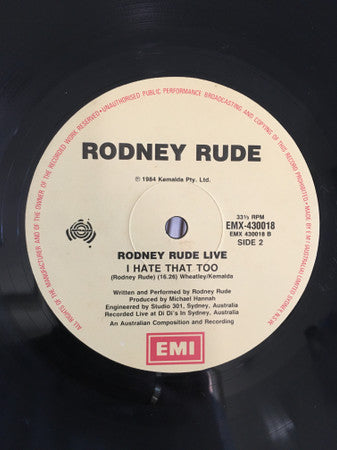 ALL RIGHTS OF THE MANUFACTURER AND OF THE OWNER OF THE RECORDED WORK RESERVED • UNAUTHORISED PUBLIC PERFORMANCE BROADCASTING AND COPYING OF THIS RECORD PROHIBITED • MADE BY EMI (AUSTRALIA) LIMITED SYDNEY N.S.W.
RODNEY RUDE
℗ 1984 Kemalda Pty. Ltd.
33⅓ RPM
EMX-430018
EMX 430018 B
SIDE 2
RODNEY RUDE LIVE
I HATE THAT TOO
(Rodney Rude) (16.26) Wheatley/Kemalda
Written and Performed by Rodney Rude
Produced by Michael Hannah
Engineered by Studio 301, Sydney, Australia
Recorded Live at Di Di's In Sydney, Australia
An Australian Composition and Recording
EMI